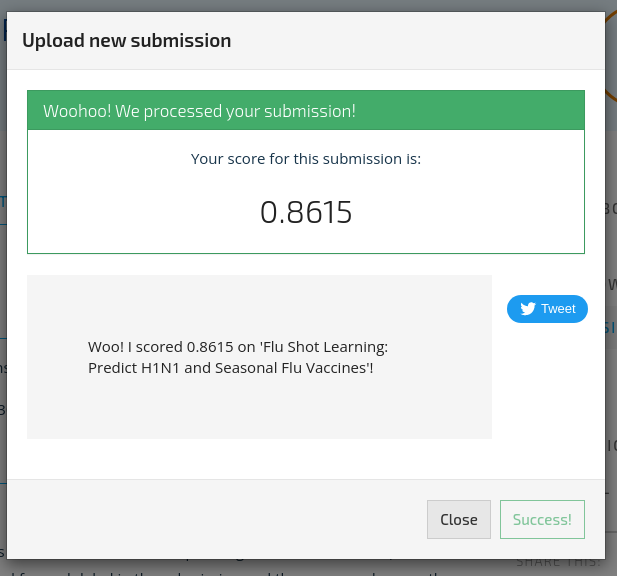 Upload new submission
Woohoo! We processed your submission!
Your score for this submission is:
0.8615
Tweet
Woo! I scored 0.8615 on 'Flu Shot Learning:
Predict H1N1 and Seasonal Flu Vaccines'!
Close
Success!
SHARE THIS: